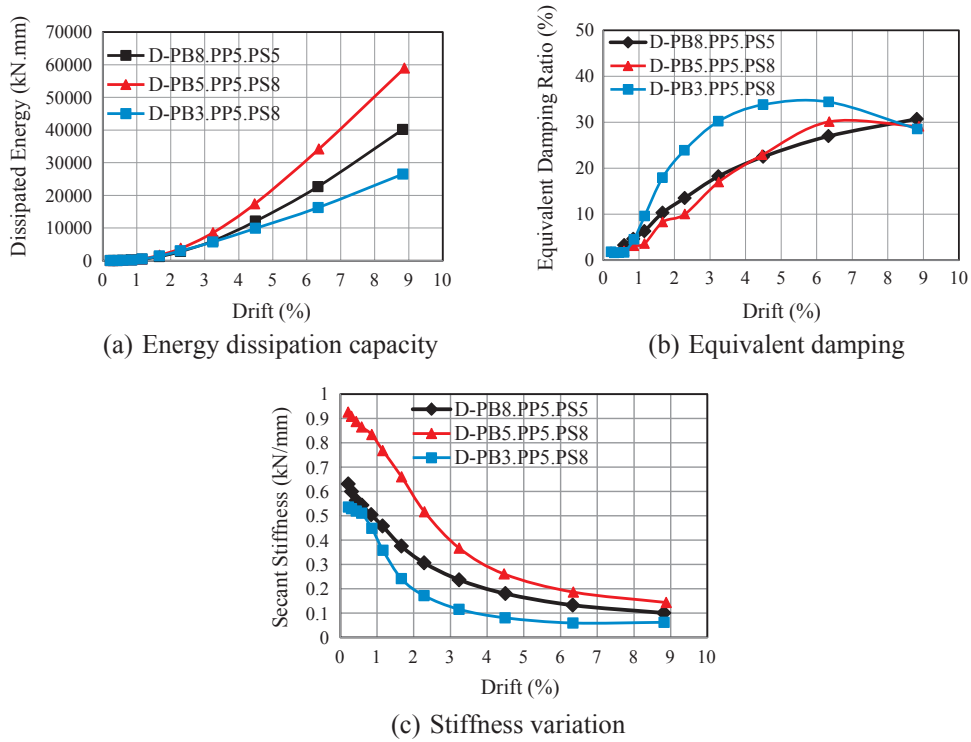 70000
60000
50000
40000
30000
20000
10000
0
Dissipated Energy (kN.mm)
D-PB8.PP5.PS5
D-PB5.PP5.PS8
D-PB3.PP5.PS8
0 1 2 3 4 5 6 7 8 9 10
Drift (%)
(a) Energy dissipation capacity
50
40
30
20
10
0
Equivalent Damping Ratio (%)
D-PB8.PP5.PS5
D-PB5.PP5.PS8
D-PB3.PP5.PS8
0 1 2 3 4 5 6 7 8 9 10
Drift (%)
(b) Equivalent damping
1
0.9
0.8
0.7
0.6
0.5
0.4
0.3
0.2
0.1
0
Secant Stiffness (kN/mm)
D-PB8.PP5.PS5
D-PB5.PP5.PS8
D-PB3.PP5.PS8
0 1 2 3 4 5 6 7 8 9 10
Drift (%)
(c) Stiffness variation